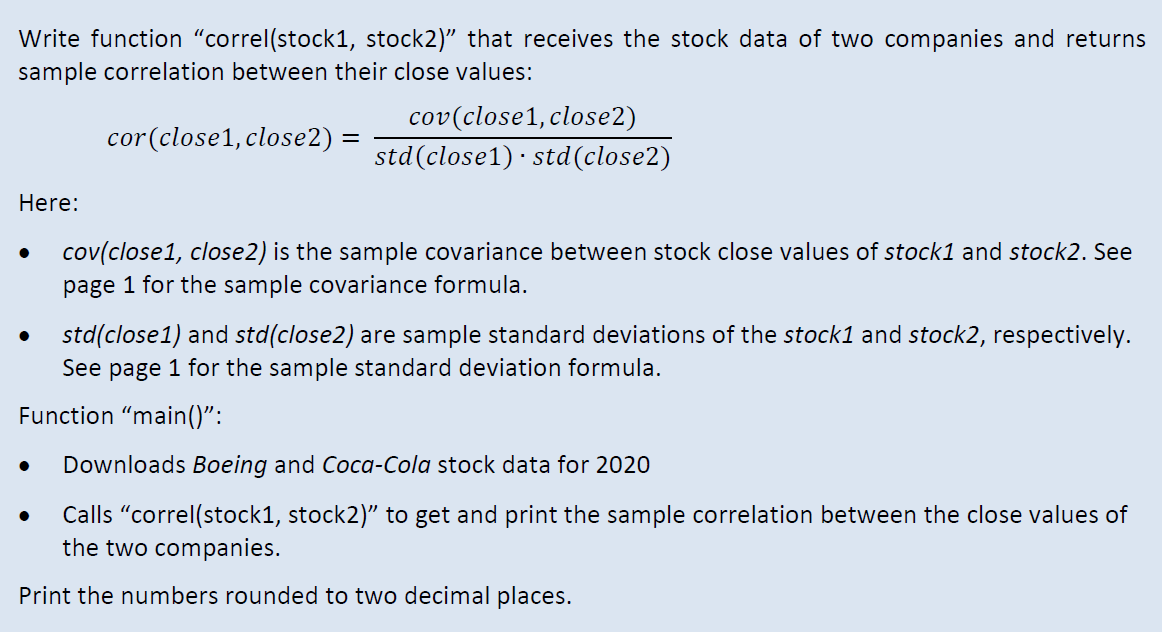 Write function “correl(stock1, stock2)” that receives the stock data of two companies and returns
sample correlation between their close values:
cor(close1, close2) = cov(close1, close2) / std(close1) · std(close2)
Here:
• cov(close1, close2) is the sample covariance between stock close values of stock1 and stock2. See
page 1 for the sample covariance formula.
• std(close1) and std(close2) are sample standard deviations of the stock1 and stock2, respectively.
See page 1 for the sample standard deviation formula.
Function “main()”:
• Downloads Boeing and Coca-Cola stock data for 2020
• Calls “correl(stock1, stock2)” to get and print the sample correlation between the close values of
the two companies.
Print the numbers rounded to two decimal places.